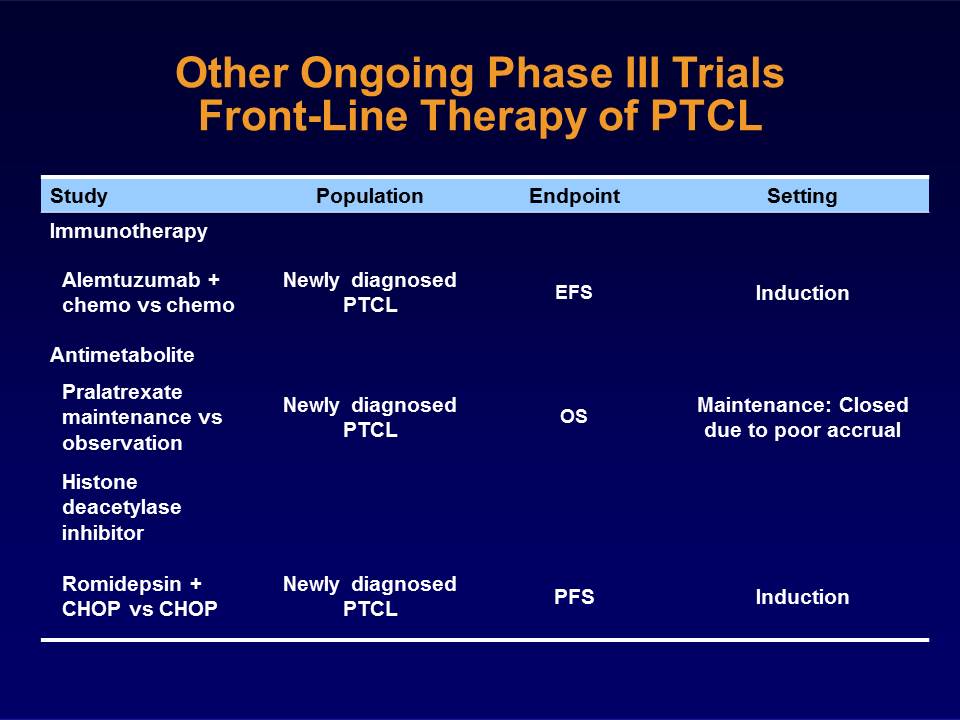 Other Ongoing Phase III Trials
Front-Line Therapy of PTCL
Study Population Endpoint Setting
Immunotherapy
Alemtuzumab +
chemo vs chemo
Newly diagnosed
PTCL
EFS
Induction
Antimetabolite
Pralatrexate
maintenance vs
observation
Newly diagnosed
PTCL
OS
Maintenance: Closed
due to poor accrual
Histone
deacetylase
inhibitor
Romidepsin +
CHOP vs CHOP
Newly diagnosed
PTCL
PFS
Induction